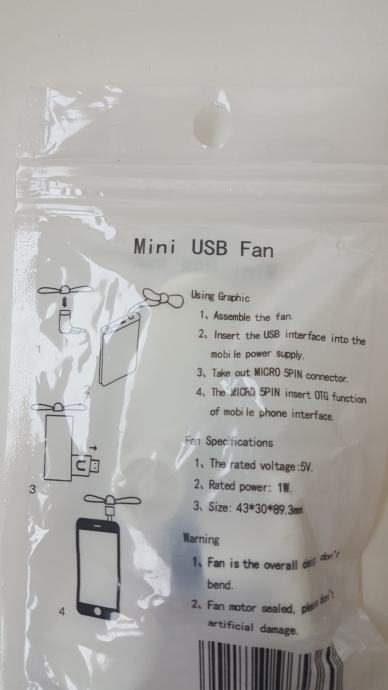 Mini USB Fan
Using Graphic
1、Assemble the fan.
2、Insert the USB interface into the
mobile power supply.
3、Take out MICRO 5PIN connector.
4、The MICRO 5PIN insert OTG function
of mobile phone interface.
Fan Specifications
1、The rated voltage:5V.
2、Rated power: 1W.
3、Size: 43*30*89.3mm
Warning
1、Fan is the overall don't
bend.
2、Fan motor sealed, please don't
artificial damage.
1
2
3
4